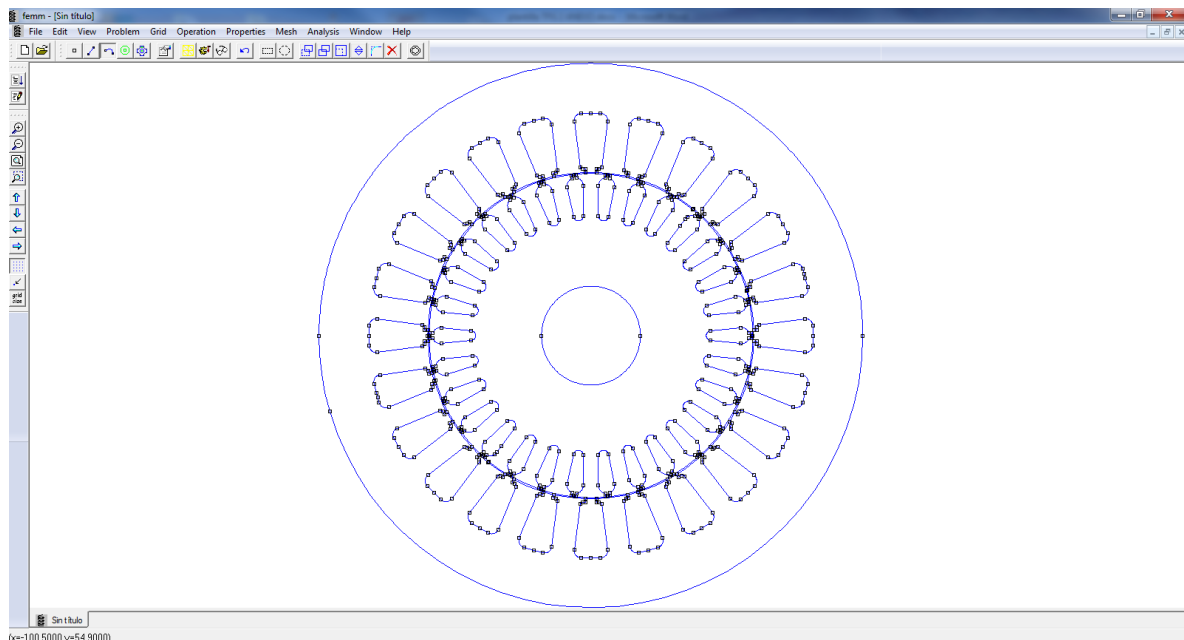 femm - [Sin título]
File Edit View Problem Grid Operation Properties Mesh Analysis Window Help
grid size
Sin título
(x=-100.5000,y=54.9000)